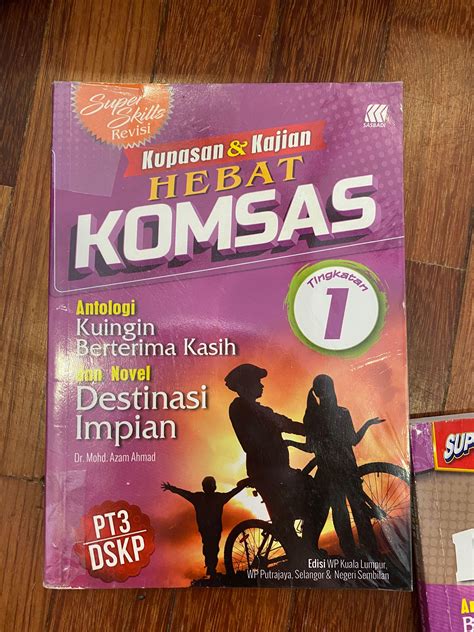 Super
Skills
Revisi
SASBADI
Kupasan & Kajian
HEBAT
KOMSAS
Tingkatan
1
Antologi
Kuingin
Berterima Kasih
dan Novel
Destinasi
Impian
Dr. Mohd. Azam Ahmad
PT3
DSKP
Edisi WP Kuala Lumpur,
WP Putrajaya, Selangor & Negeri Sembilan
SUP